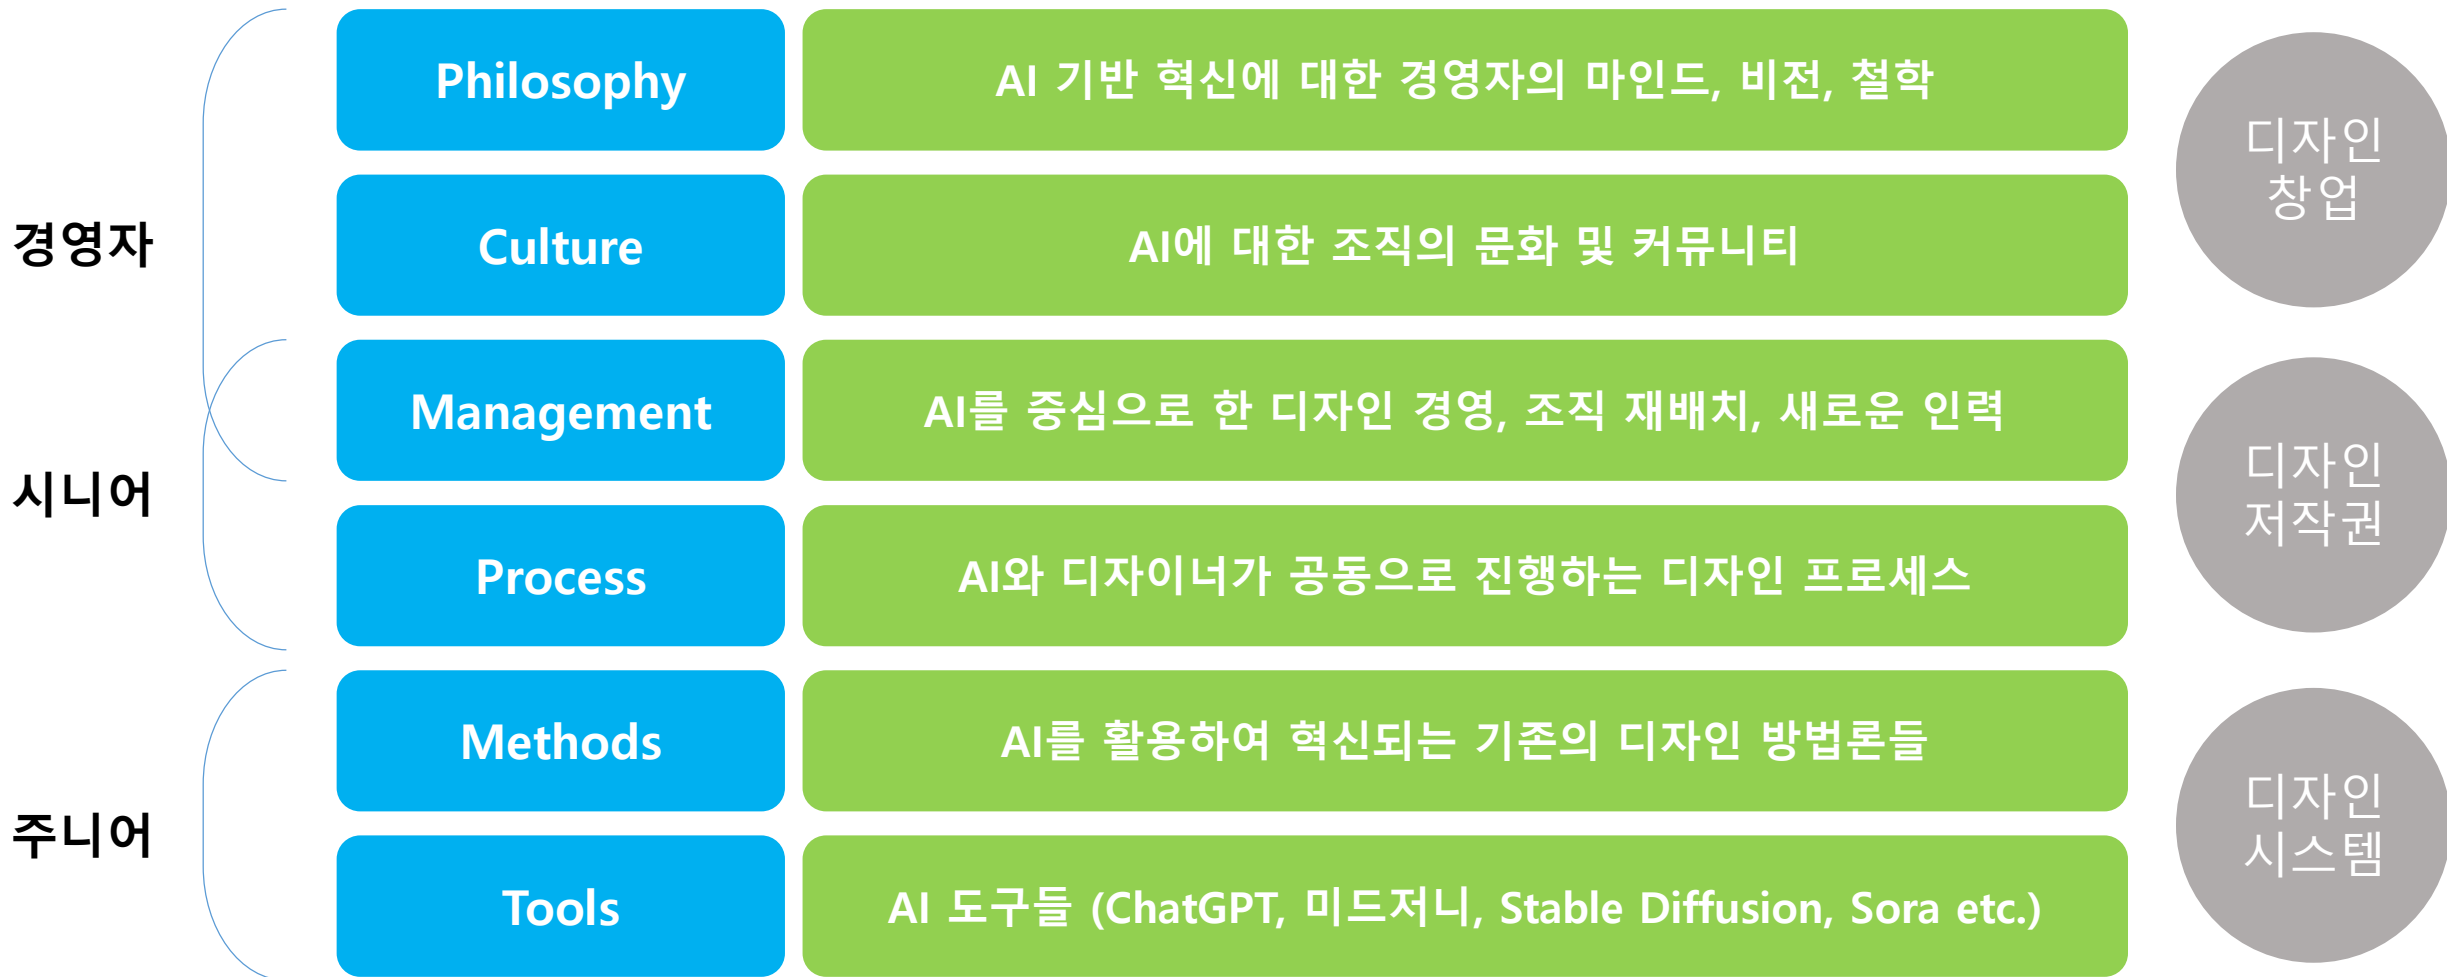 경영자
시니어
주니어
Philosophy
AI 기반 혁신에 대한 경영자의 마인드, 비전, 철학
Culture
AI에 대한 조직의 문화 및 커뮤니티
Management
AI를 중심으로 한 디자인 경영, 조직 재배치, 새로운 인력
Process
AI와 디자이너가 공동으로 진행하는 디자인 프로세스
Methods
AI를 활용하여 혁신되는 기존의 디자인 방법론들
Tools
AI 도구들 (ChatGPT, 미드저니, Stable Diffusion, Sora etc.)
디자인
창업
디자인
저작권
디자인
시스템